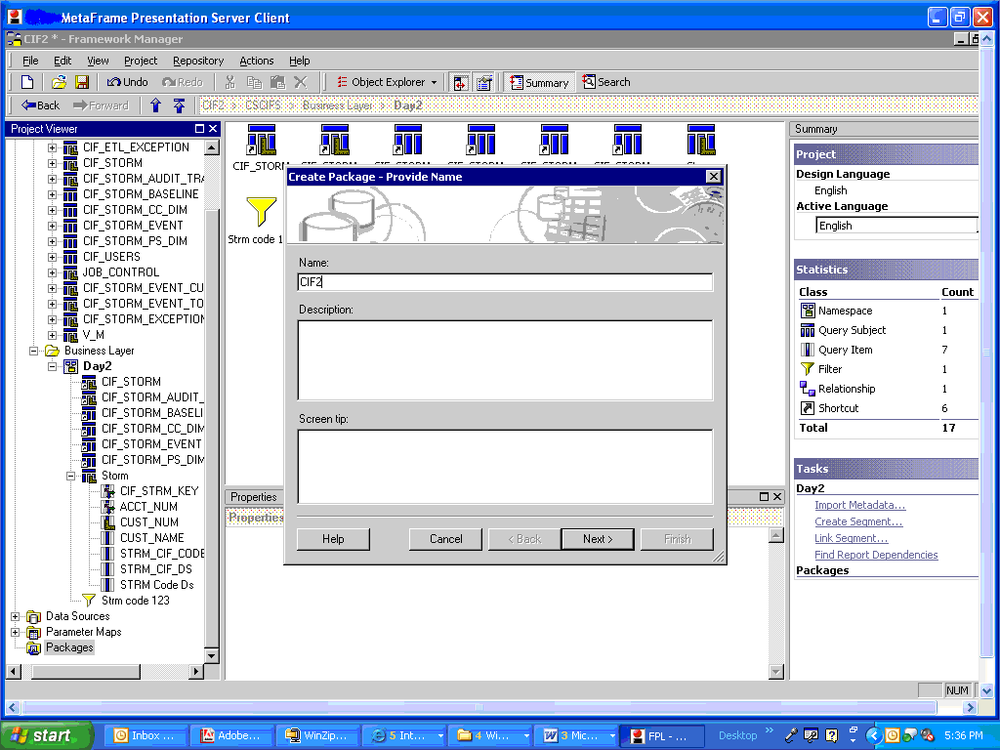 MetaFrame Presentation Server Client
CIF2 * - Framework Manager
File Edit View Project Repository Actions Help
Undo Redo Object Explorer Summary Search
Back Forward CIF2 > CSCIFS > Business Layer > Day2
Project Viewer
CIF_ETL_EXCEPTION
CIF_STORM
CIF_STORM_AUDIT_TRA
CIF_STORM_BASELINE
CIF_STORM_CC_DIM
CIF_STORM_EVENT
CIF_STORM_PS_DIM
CIF_USERS
JOB_CONTROL
CIF_STORM_EVENT_CU
CIF_STORM_EVENT_TO
CIF_STORM_EXCEPTION
V_M
Business Layer
Day2
CIF_STORM
CIF_STORM_AUDIT_
CIF_STORM_BASELI
CIF_STORM_CC_DIM
CIF_STORM_EVENT
CIF_STORM_PS_DIM
Storm
CIF_STRM_KEY
ACCT_NUM
CUST_NUM
CUST_NAME
STRM_CIF_CODE
STRM_CIF_DS
STRM Code Ds
Strm code 123
Data Sources
Parameter Maps
Packages
CIF_STORM
Strm code 1
Create Package - Provide Name
Name:
CIF2
Description:
Screen tip:
Help Cancel < Back Next > Finish
Properties
Properties
Summary
Project
Design Language
English
Active Language
English
Statistics
Class Count
Namespace 1
Query Subject 1
Query Item 7
Filter 1
Relationship 1
Shortcut 6
Total 17
Tasks
Day2
Import Metadata...
Create Segment...
Link Segment...
Find Report Dependencies
Packages
NUM
start Inbox ... Adobe... WinZip... 5 Int... 4 Wi... 3 Mic... FPL - ... Desktop » 5:36 PM